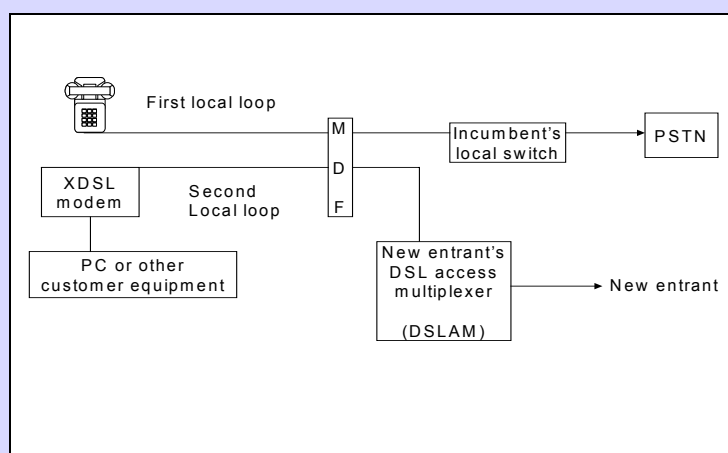 First local loop
M
D
F
Incumbent's
local switch
PSTN
XDSL
modem
Second
Local loop
PC or other
customer equipment
New entrant's
DSL access
multiplexer
(DSLAM)
New entrant